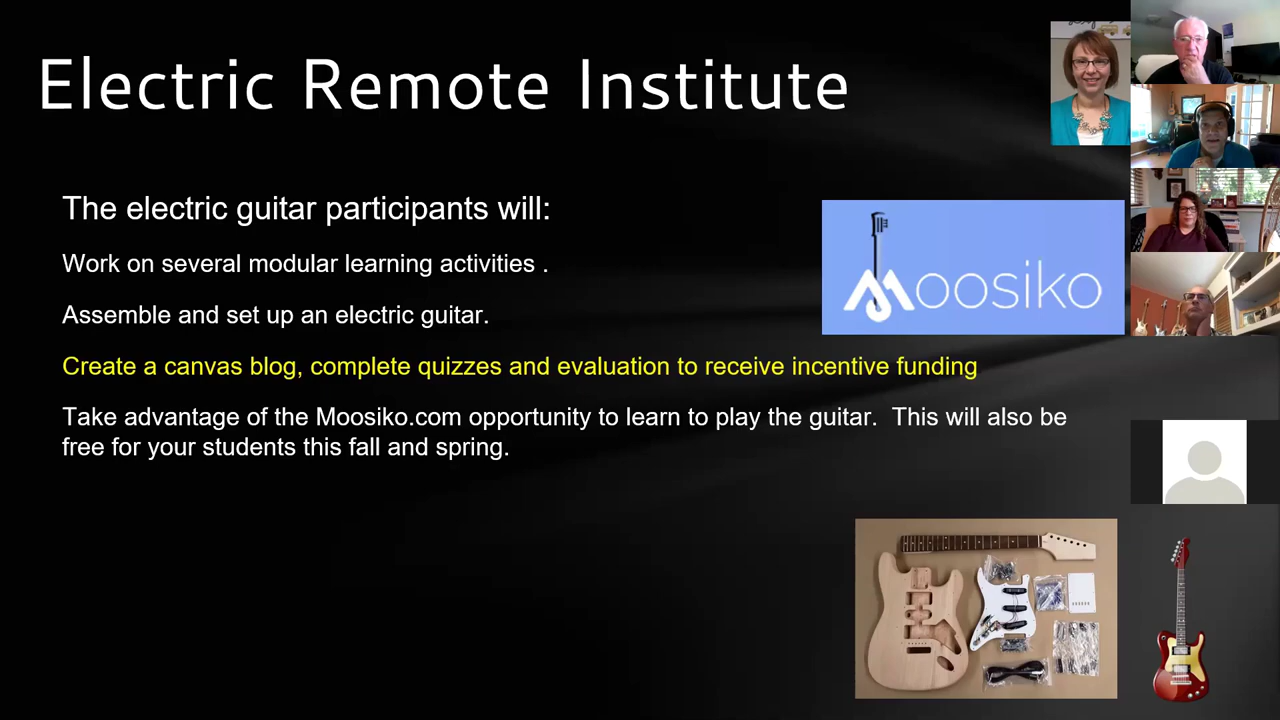 Electric Remote Institute
The electric guitar participants will:
Work on several modular learning activities .
Moosiko
Assemble and set up an electric guitar.
Create a canvas blog, complete quizzes and evaluation to receive incentive funding
Take advantage of the Moosiko.com opportunity to learn to play the guitar.  This will also be
free for your students this fall and spring.